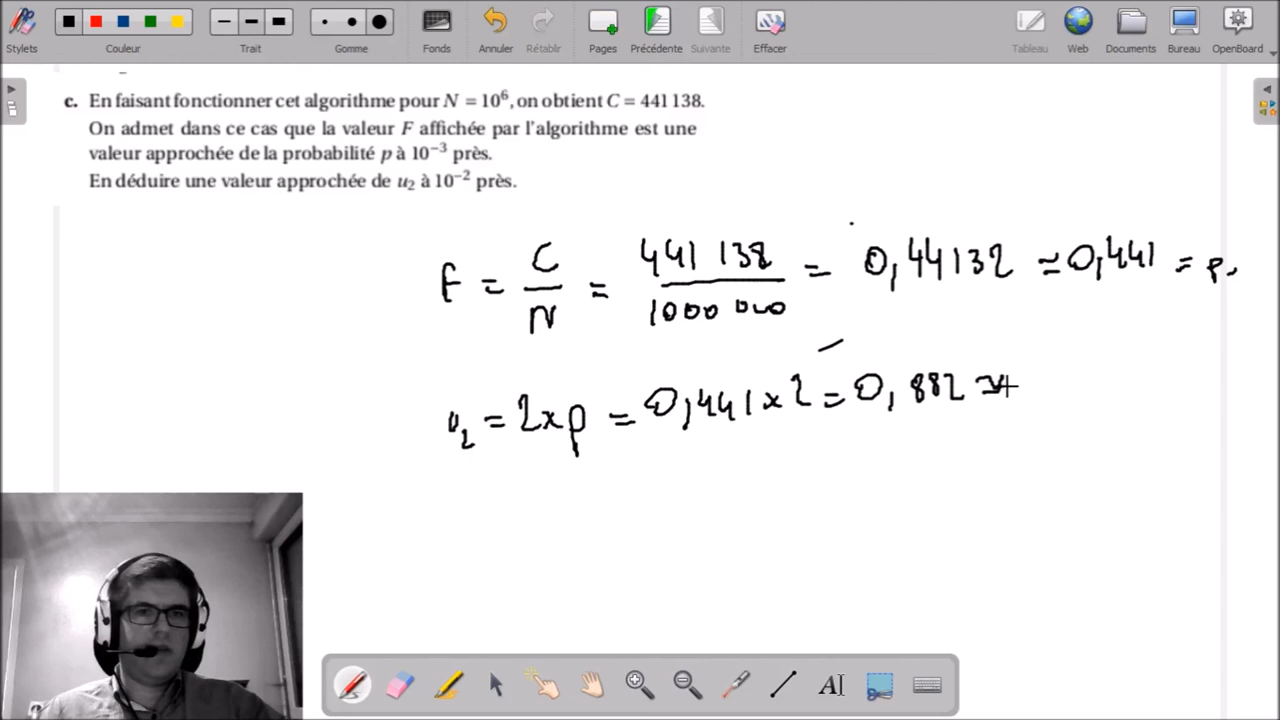 Stylets Couleur Trait Gomme Fonds Annuler Rétablir Pages Précédente Suivante Effacer Tableau Web Documents Bureau OpenBoard
c. En faisant fonctionner cet algorithme pour N = 10⁶, on obtient C = 441 138.
On admet dans ce cas que la valeur F affichée par l'algorithme est une
valeur approchée de la probabilité p à 10⁻³ près.
En déduire une valeur approchée de u₂ à 10⁻² près.
F = C/N = 441 138/1000 000 = 0,44132 ≃ 0,441 = p.
u₂ = 2 x p = 0,441 x 2 = 0,882 ≃
AI